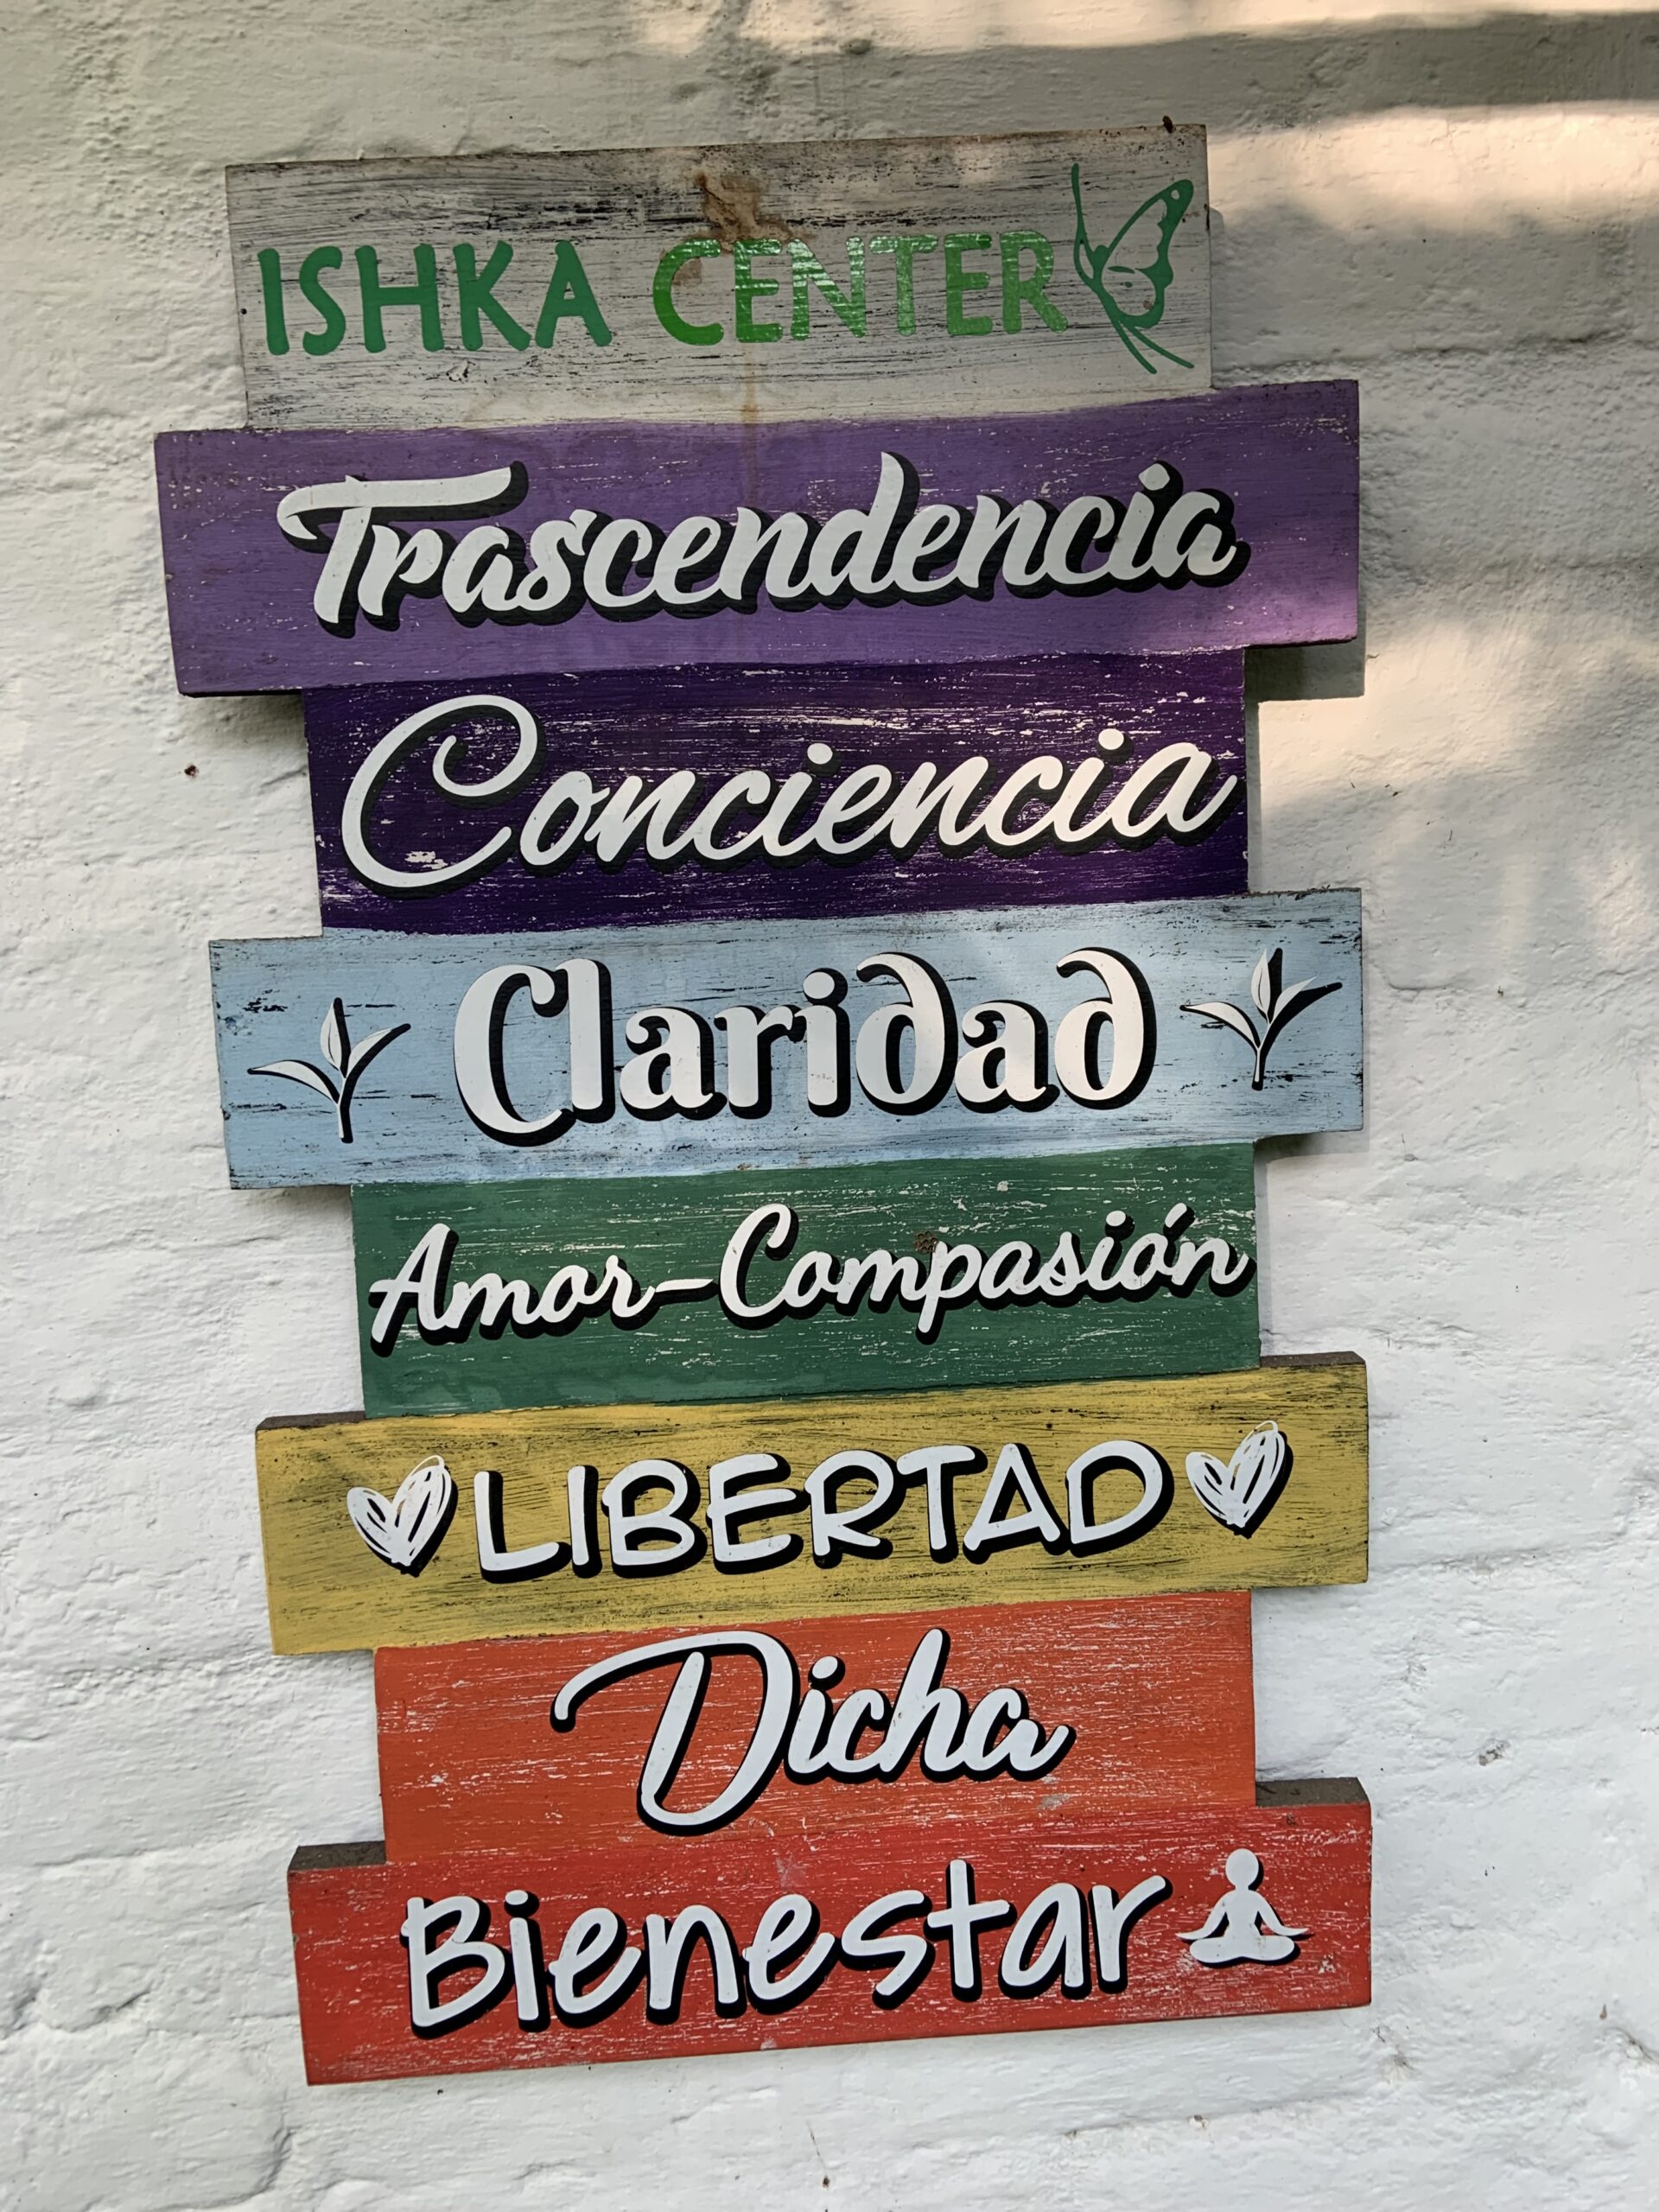 ISHKA CENTER
Trascendencia
Conciencia
Claridad
Amor-Compasión
LIBERTAD
Dicha
Bienestar